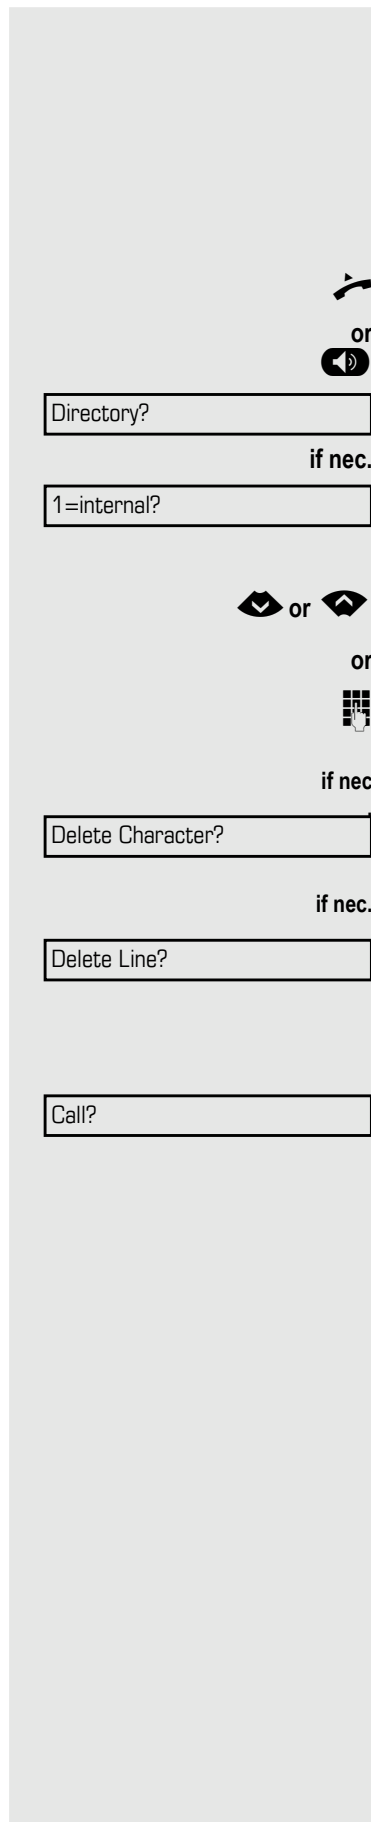 or
Directory?
if nec.
1=internal?
or
or
if nec
.
Delete Character?
if nec.
Delete Line?
Call?